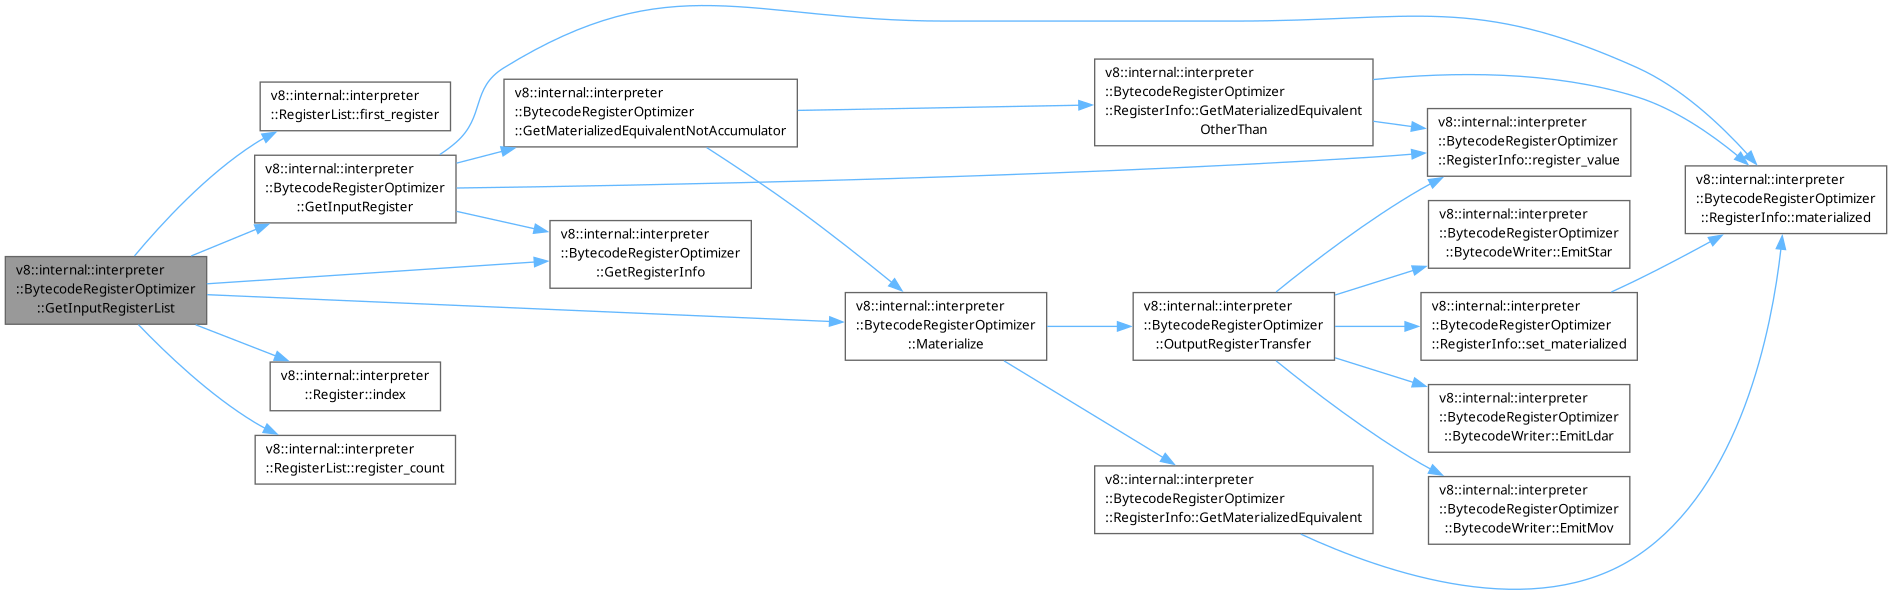 v8::internal::interpreter
::BytecodeRegisterOptimizer
::GetInputRegisterList
v8::internal::interpreter
::RegisterList::first_register
v8::internal::interpreter
::BytecodeRegisterOptimizer
::GetInputRegister
v8::internal::interpreter
::BytecodeRegisterOptimizer
::GetMaterializedEquivalentNotAccumulator
v8::internal::interpreter
::BytecodeRegisterOptimizer
::GetRegisterInfo
v8::internal::interpreter
::Register::index
v8::internal::interpreter
::RegisterList::register_count
v8::internal::interpreter
::BytecodeRegisterOptimizer
::Materialize
v8::internal::interpreter
::BytecodeRegisterOptimizer
::RegisterInfo::GetMaterializedEquivalent
OtherThan
v8::internal::interpreter
::BytecodeRegisterOptimizer
::OutputRegisterTransfer
v8::internal::interpreter
::BytecodeRegisterOptimizer
::RegisterInfo::GetMaterializedEquivalent
v8::internal::interpreter
::BytecodeRegisterOptimizer
::RegisterInfo::register_value
v8::internal::interpreter
::BytecodeRegisterOptimizer
::BytecodeWriter::EmitStar
v8::internal::interpreter
::BytecodeRegisterOptimizer
::RegisterInfo::set_materialized
v8::internal::interpreter
::BytecodeRegisterOptimizer
::BytecodeWriter::EmitLdar
v8::internal::interpreter
::BytecodeRegisterOptimizer
::BytecodeWriter::EmitMov
v8::internal::interpreter
::BytecodeRegisterOptimizer
::RegisterInfo::materialized